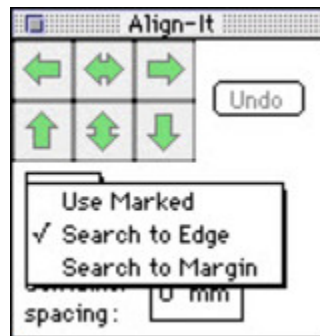 Align-It
Undo
Use Marked
√ Search to Edge
Search to Margin
spacing: 0 mm